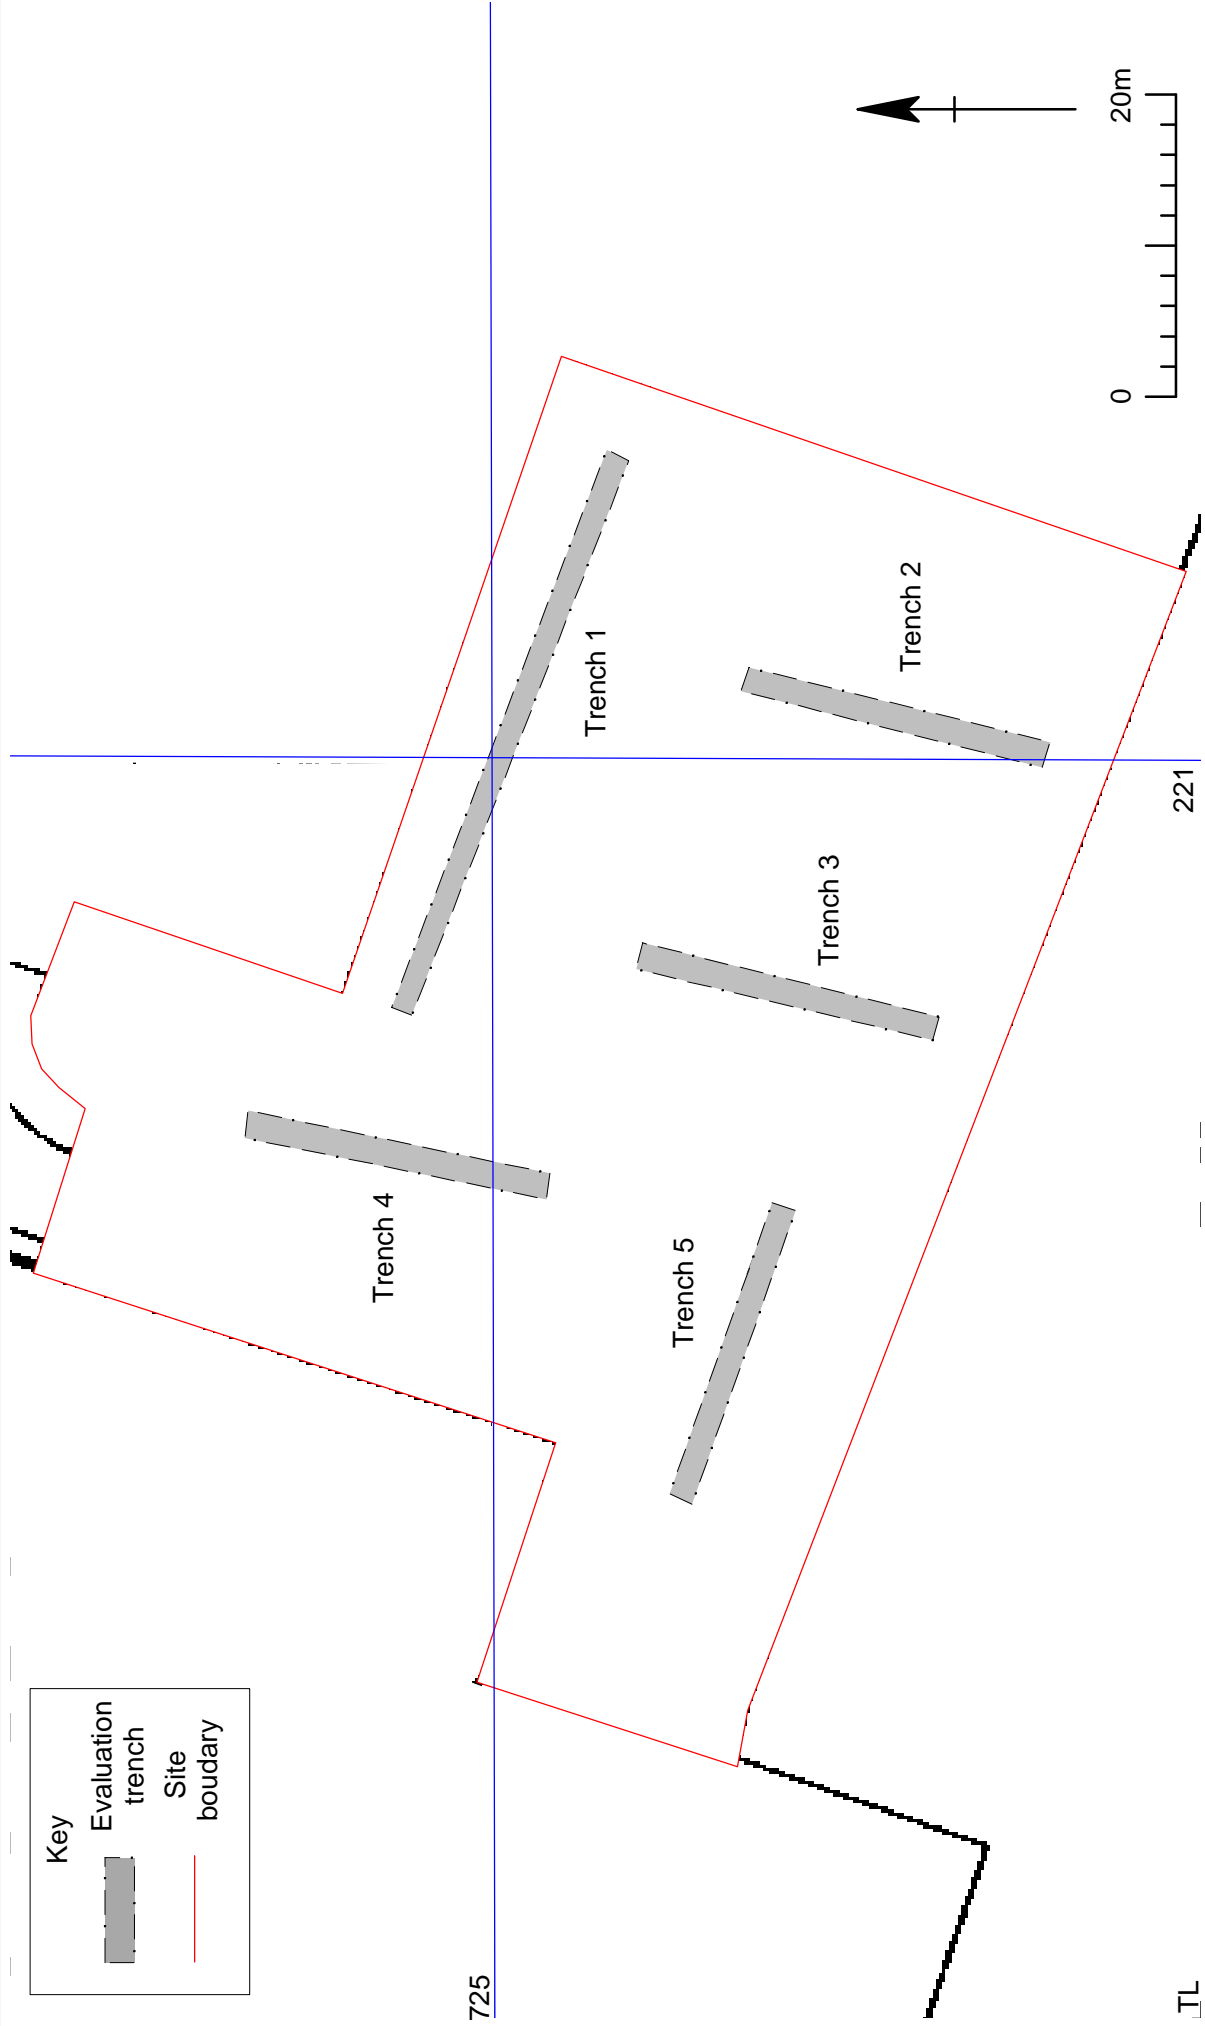 Key
Evaluation
trench
Site
boudary
725
Trench 4
Trench 1
Trench 5
Trench 3
Trench 2
TL
221
0
20m